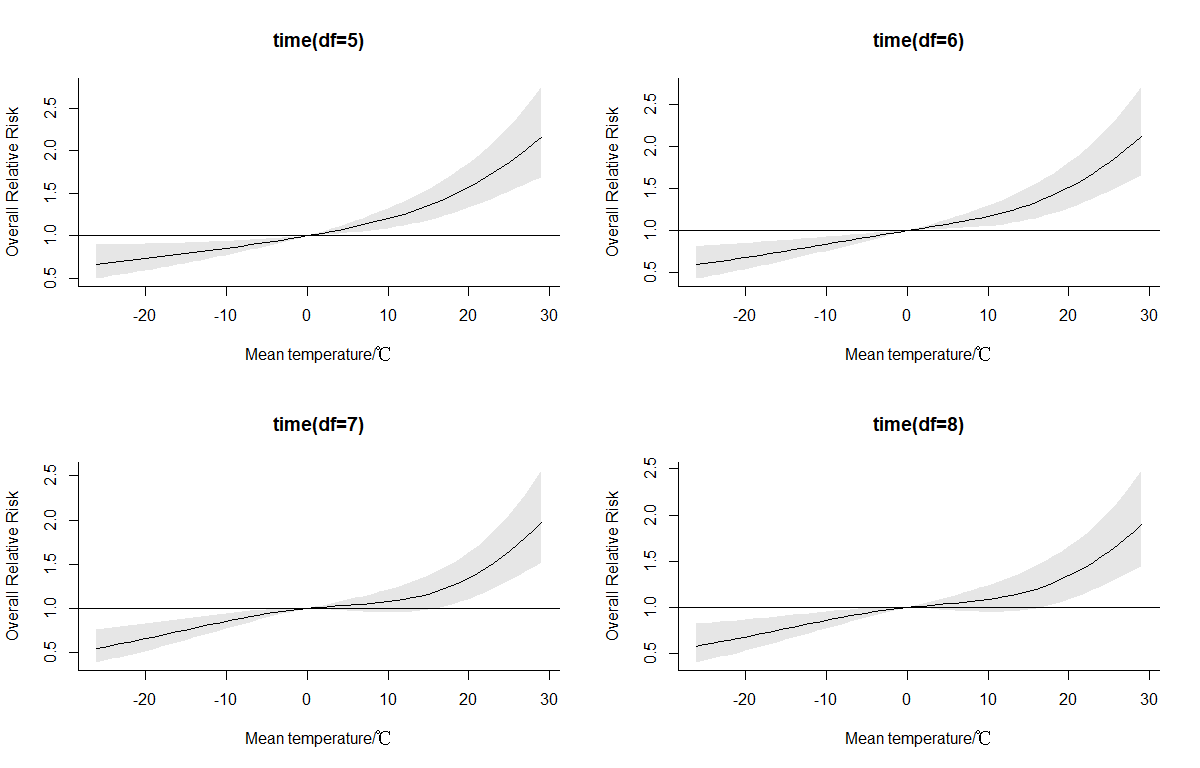 time(df=5)
Overall Relative Risk
2.5
2.0
1.5
1.0
0.5
-20 -10 0 10 20 30
Mean temperature/℃
time(df=6)
Overall Relative Risk
2.5
2.0
1.5
1.0
0.5
-20 -10 0 10 20 30
Mean temperature/℃
time(df=7)
Overall Relative Risk
2.5
2.0
1.5
1.0
0.5
-20 -10 0 10 20 30
Mean temperature/℃
time(df=8)
Overall Relative Risk
2.5
2.0
1.5
1.0
0.5
-20 -10 0 10 20 30
Mean temperature/℃